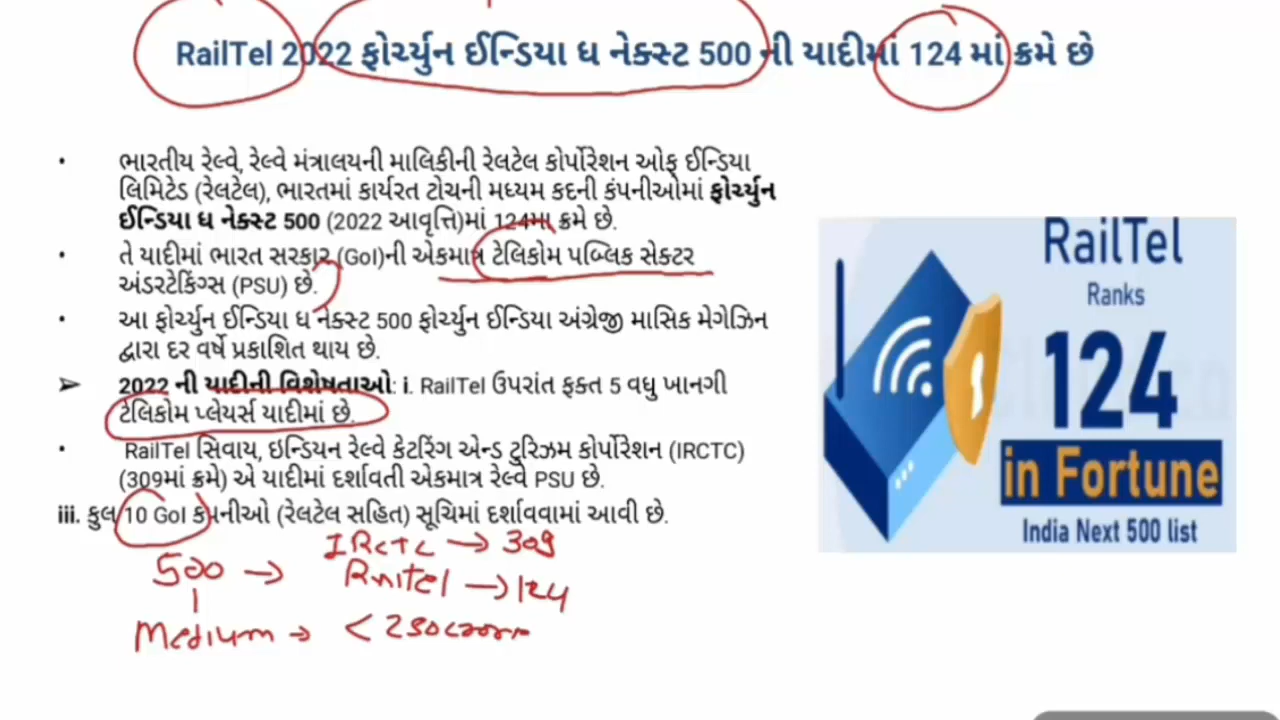 RailTel 2022 ફોર્ચ્યુન ઈન્ડિયા ધ નેક્સ્ટ 500 ની યાદીમાં 124 માં ક્રમે છે
• ભારતીય રેલ્વે, રેલ્વે મંત્રાલયની માલિકીની રેલટેલ કોર્પોરેશન ઓફ ઈન્ડિયા
લિમિટેડ (રેલટેલ), ભારતમાં કાર્યરત ટોચની મધ્યમ કદની કંપનીઓમાં ફોર્ચ્યુન
ઈન્ડિયા ધ નેક્સ્ટ 500 (2022 આવૃત્તિ)માં 124મા ક્રમે છે.
• તે યાદીમાં ભારત સરકાર (GoI)ની એકમાત્ર ટેલિકોમ પબ્લિક સેક્ટર
અંડરટેકિંગ્સ (PSU) છે.
• આ ફોર્ચ્યુન ઈન્ડિયા ધ નેક્સ્ટ 500 ફોર્ચ્યુન ઈન્ડિયા અંગ્રેજી માસિક મેગેઝિન
દ્વારા દર વર્ષે પ્રકાશિત થાય છે.
➢ 2022 ની યાદીની વિશેષતાઓ: i. RailTel ઉપરાંત ફક્ત 5 વધુ ખાનગી
ટેલિકોમ પ્લેયર્સ યાદીમાં છે.
• RailTel સિવાય, ઇન્ડિયન રેલ્વે કેટરિંગ એન્ડ ટુરિઝમ કોર્પોરેશન (IRCTC)
(309માં ક્રમે) એ યાદીમાં દર્શાવતી એકમાત્ર રેલ્વે PSU છે.
iii. કુલ 10 GoI કંપનીઓ (રેલટેલ સહિત) સૂચિમાં દર્શાવવામાં આવી છે.
IRCTC → 309
500 → Railtel → 124
Medium → <
RailTel
Ranks
124
in Fortune
India Next 500 list